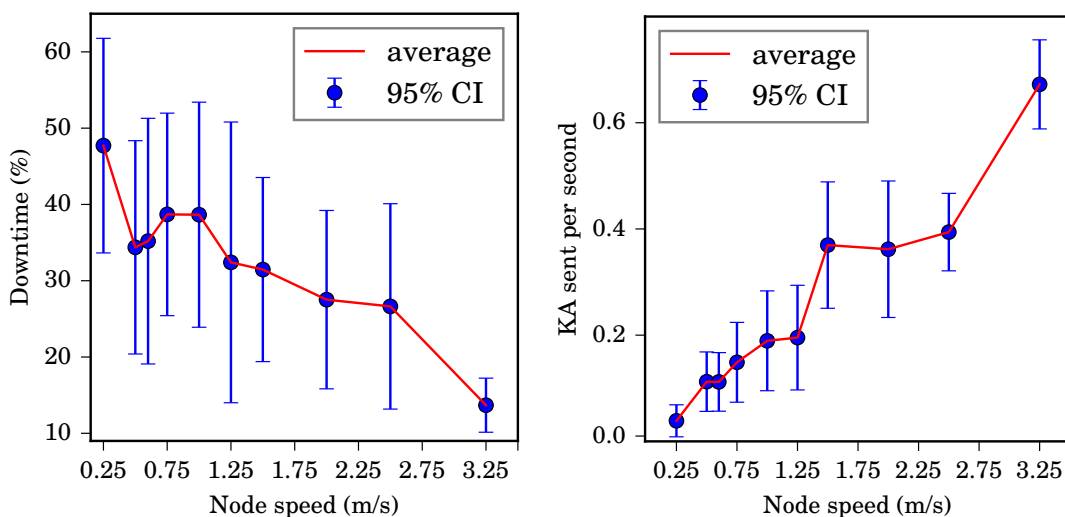 60
50
40
30
20
10
Downtime (%)
average
95% CI
0.25 0.75 1.25 1.75 2.25 2.75 3.25
Node speed (m/s)
0.6
0.4
0.2
0.0
KA sent per second
average
95% CI
0.25 0.75 1.25 1.75 2.25 2.75 3.25
Node speed (m/s)